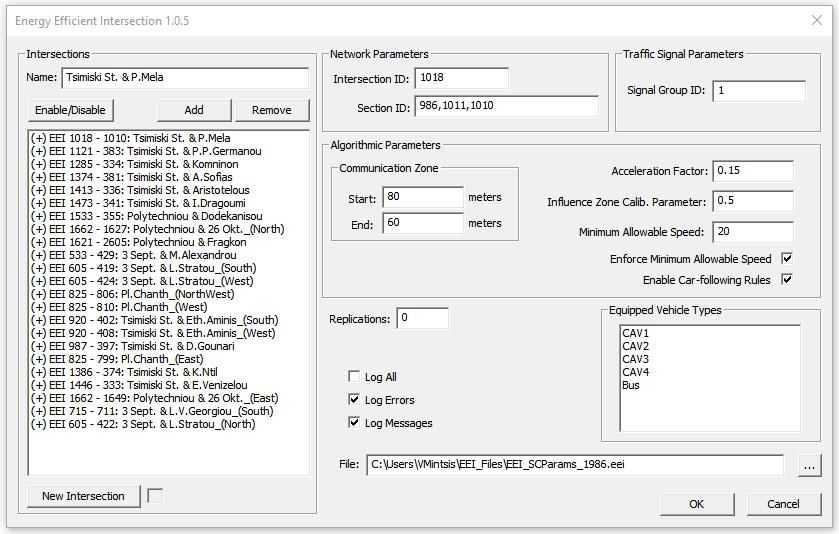 Energy Efficient Intersection 1.0.5
Intersections
Name: Tsimiski St. & P.Mela
Enable/Disable Add Remove
(+) EEI 1018 - 1010: Tsimiski St. & P.Mela
(+) EEI 1121 - 383: Tsimiski St. & P.P.Germanou
(+) EEI 1285 - 334: Tsimiski St. & Komninon
(+) EEI 1374 - 381: Tsimiski St. & A.Sofias
(+) EEI 1413 - 336: Tsimiski St. & Aristotelous
(+) EEI 1473 - 341: Tsimiski St. & I.Dragoumi
(+) EEI 1533 - 355: Polytechniou & Dodekanisou
(+) EEI 1662 - 1627: Polytechniou & 26 Okt._(North)
(+) EEI 1621 - 2605: Polytechniou & Fragkon
(+) EEI 533 - 429: 3 Sept. & M.Alexandrou
(+) EEI 605 - 419: 3 Sept. & L.Stratou_(South)
(+) EEI 605 - 424: 3 Sept. & L.Stratou_(West)
(+) EEI 825 - 806: Pl.Chanth_(NorthWest)
(+) EEI 825 - 810: Pl.Chanth_(West)
(+) EEI 920 - 402: Tsimiski St. & Eth.Aminis_(South)
(+) EEI 920 - 408: Tsimiski St. & Eth.Aminis_(West)
(+) EEI 987 - 397: Tsimiski St. & D.Gounari
(+) EEI 825 - 799: Pl.Chanth_(East)
(+) EEI 1386 - 374: Tsimiski St. & K.Ntil
(+) EEI 1446 - 333: Tsimiski St. & E.Venizelou
(+) EEI 1662 - 1649: Polytechniou & 26 Okt._(East)
(+) EEI 715 - 711: 3 Sept. & L.V.Georgiou_(South)
(+) EEI 605 - 422: 3 Sept. & L.Stratou_(North)
New Intersection
Network Parameters
Intersection ID: 1018
Section ID: 986,1011,1010
Traffic Signal Parameters
Signal Group ID: 1
Algorithmic Parameters
Communication Zone
Start: 80 meters
End: 60 meters
Acceleration Factor: 0.15
Influence Zone Calib. Parameter: 0.5
Minimum Allowable Speed: 20
Enforce Minimum Allowable Speed
Enable Car-following Rules
Replications: 0
Log All
Log Errors
Log Messages
Equipped Vehicle Types
CAV1
CAV2
CAV3
CAV4
Bus
File: C:\Users\VMintsis\EEI_Files\EEI_SCParams_1986.eei ...
OK Cancel